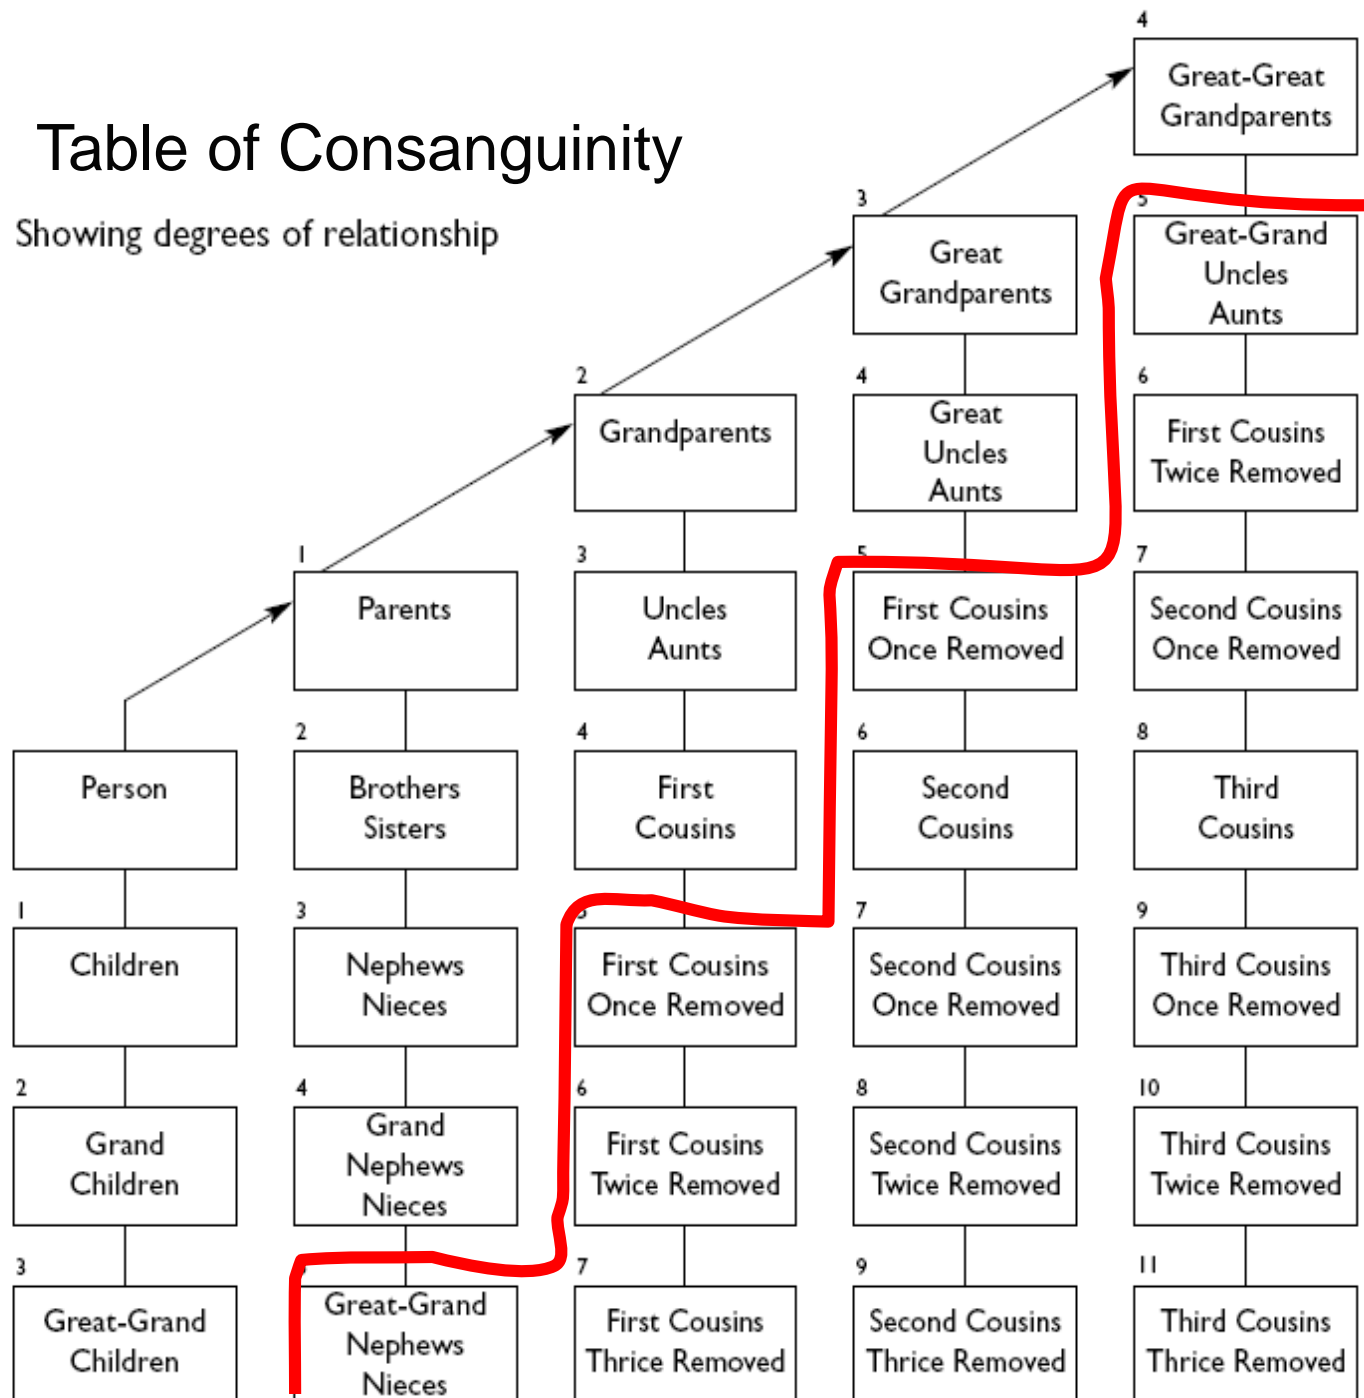 4
Great-Great
Grandparents
Table of Consanguinity
Showing degrees of relationship
3
Great
Grandparents
5
Great-Grand
Uncles
Aunts
2
Grandparents
4
Great
Uncles
Aunts
6
First Cousins
Twice Removed
1
Parents
3
Uncles
Aunts
5
First Cousins
Once Removed
7
Second Cousins
Once Removed
Person
2
Brothers
Sisters
4
First
Cousins
6
Second
Cousins
8
Third
Cousins
1
Children
3
Nephews
Nieces
5
First Cousins
Once Removed
7
Second Cousins
Once Removed
9
Third Cousins
Once Removed
2
Grand
Children
4
Grand
Nephews
Nieces
6
First Cousins
Twice Removed
8
Second Cousins
Twice Removed
10
Third Cousins
Twice Removed
3
Great-Grand
Children
Great-Grand
Nephews
Nieces
7
First Cousins
Thrice Removed
9
Second Cousins
Thrice Removed
11
Third Cousins
Thrice Removed